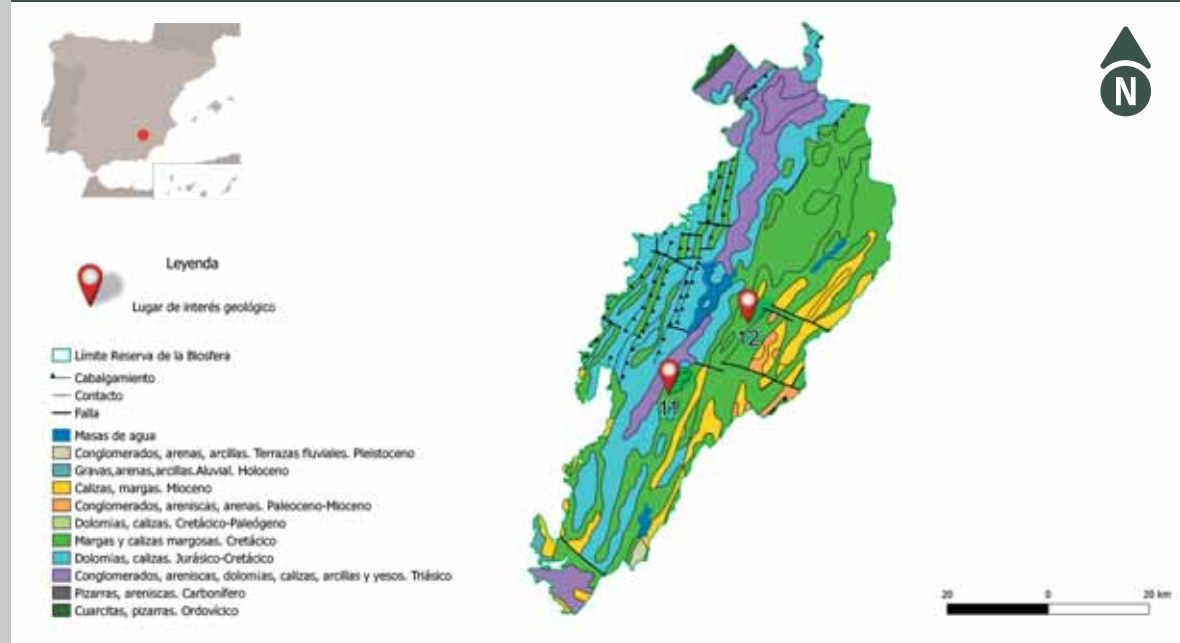 N
Leyenda
Lugar de interés geológico
Límite Reserva de la Biosfera
Cabalgamiento
Contacto
Falla
Masas de agua
Conglomerados, arenas, arcillas. Terrazas fluviales. Pleistoceno
Gravas,arenas,arcillas.Aluvial. Holoceno
Calizas, margas. Mioceno
Conglomerados, areniscas, arenas. Paleoceno-Mioceno
Dolomías, calizas. Cretácico-Paleógeno
Margas y calizas margosas. Cretácico
Dolomías, calizas. Jurásico-Cretácico
Conglomerados, areniscas, dolomías, calizas, arcillas y yesos. Triásico
Pizarras, areniscas. Carbonífero
Cuarcitas, pizarras. Ordovícico
12
11
20 0 20 km